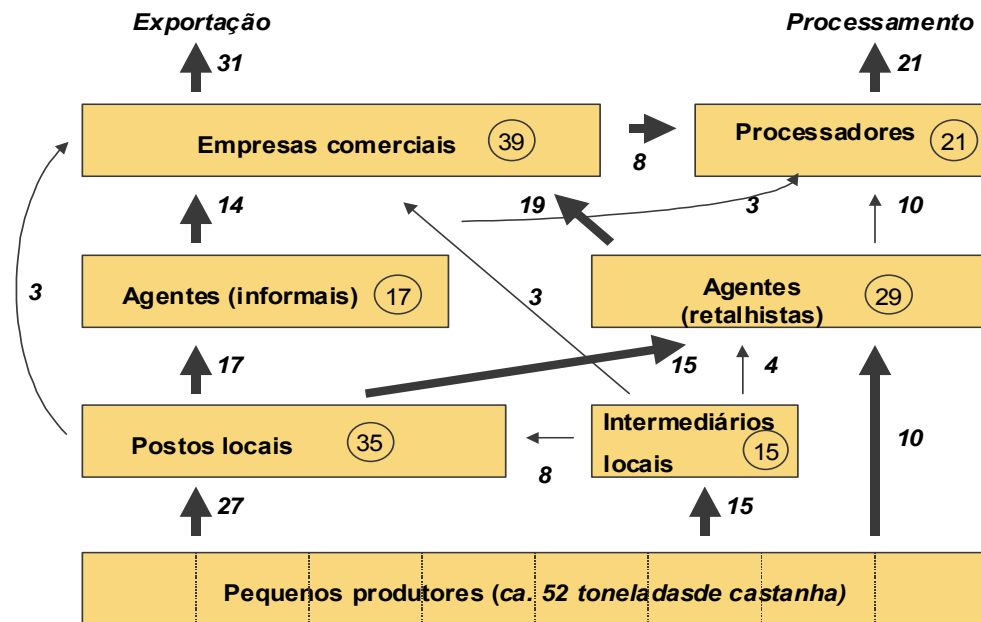 Exportação
Processamento
31
21
Empresas comerciais 39
8
Processadores 21
14
19
3
10
3
Agentes (informais) 17
3
Agentes
(retalhistas) 29
17
15
4
Postos locais 35
8
Intermediários
locais 15
10
27
15
Pequenos produtores (ca. 52 toneladasde castanha)